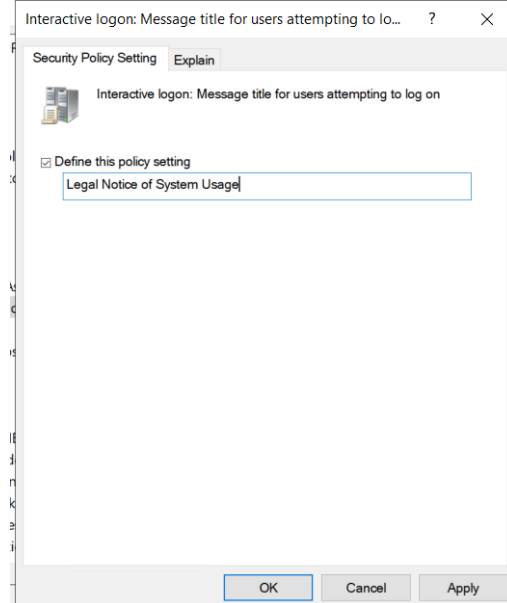 Interactive logon: Message title for users attempting to lo... ?
Security Policy Setting Explain
Interactive logon: Message title for users attempting to log on
Define this policy setting
Legal Notice of System Usage
OK Cancel Apply